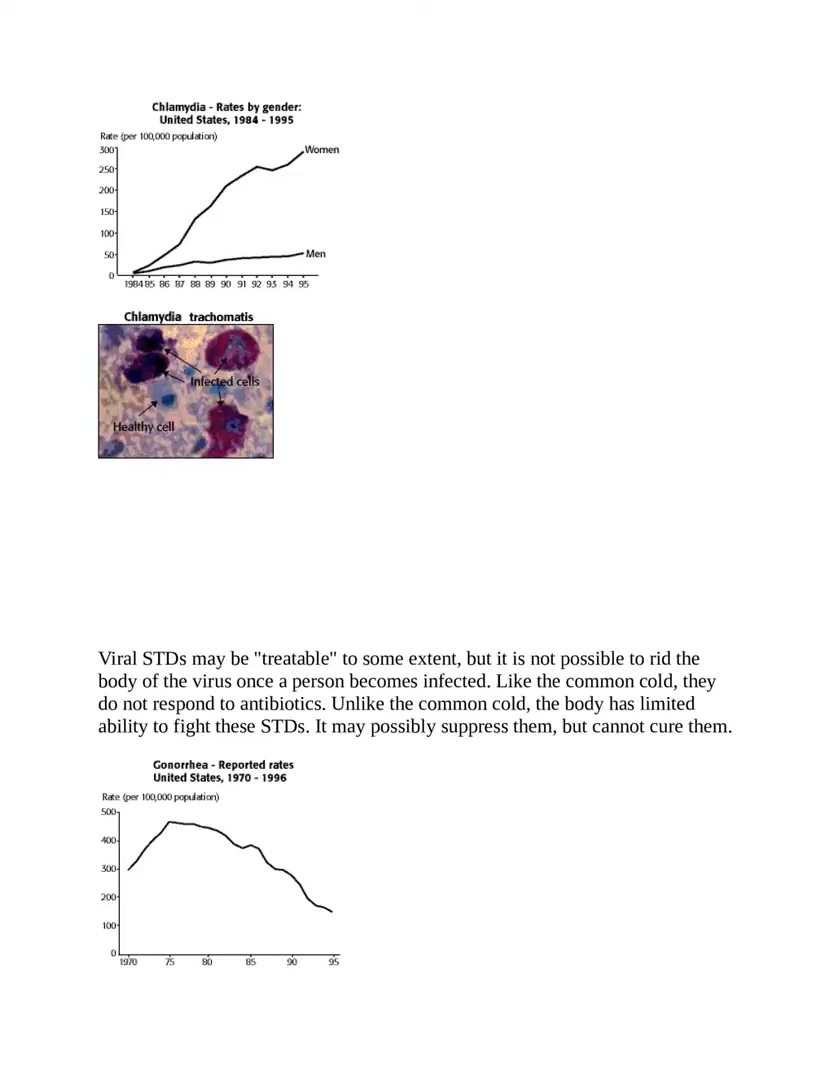 Chlamydia - Rates by gender:
United States, 1984 - 1995
Rate (per 100,000 population)
300
Women
250
200
150
100
50
Men
0
1984 85 86 87 88 89 90 91 92 93 94 95
Chlamydia trachomatis
Infected cells
Healthy cell
Viral STDs may be "treatable" to some extent, but it is not possible to rid the
body of the virus once a person becomes infected. Like the common cold, they
do not respond to antibiotics. Unlike the common cold, the body has limited
ability to fight these STDs. It may possibly suppress them, but cannot cure them.
Gonorrhea - Reported rates
United States, 1970 - 1996
Rate (per 100,000 population)
500
400
300
200
100
0
1970 75 80 85 90 95